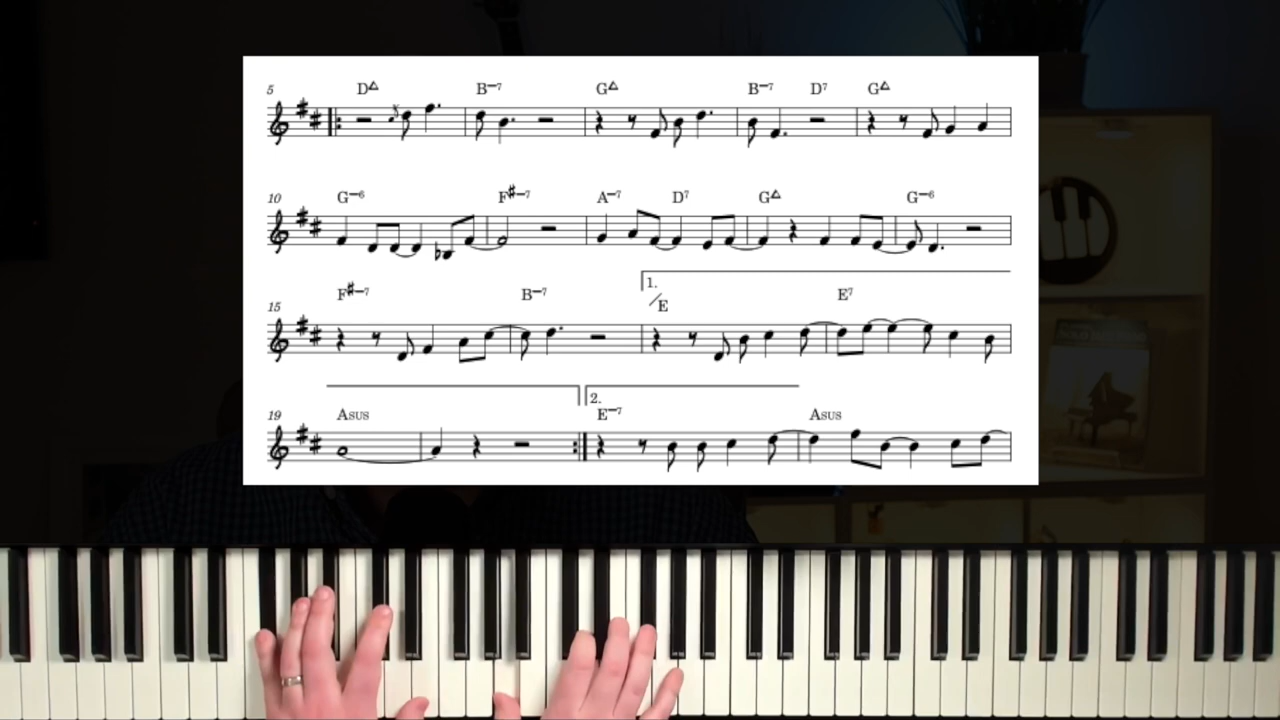 5 D△ B−7 G△ B−7 D7 G△
10 G−6 F♯−7 A−7 D7 G△ G−6
1.
15 F♯−7 B−7 ⁄E E7
2.
19 Asus E−7 Asus